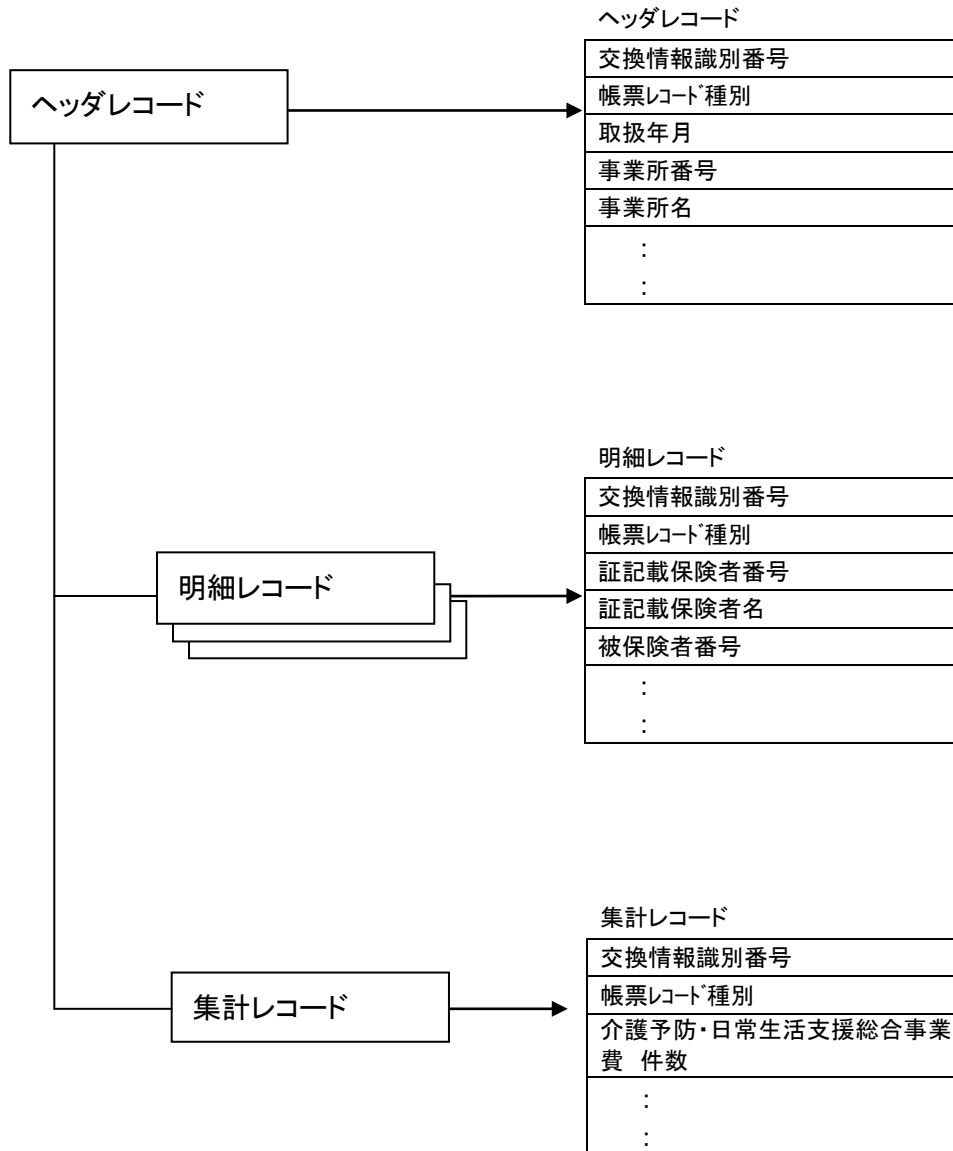 ヘッダレコード
ヘッダレコード
交換情報識別番号
帳票ﾚｺｰﾄﾞ種別
取扱年月
事業所番号
事業所名
:
:
明細レコード
明細レコード
交換情報識別番号
帳票ﾚｺｰﾄﾞ種別
証記載保険者番号
証記載保険者名
被保険者番号
:
:
集計レコード
集計レコード
交換情報識別番号
帳票ﾚｺｰﾄﾞ種別
介護予防・日常生活支援総合事業
費　件数
:
: